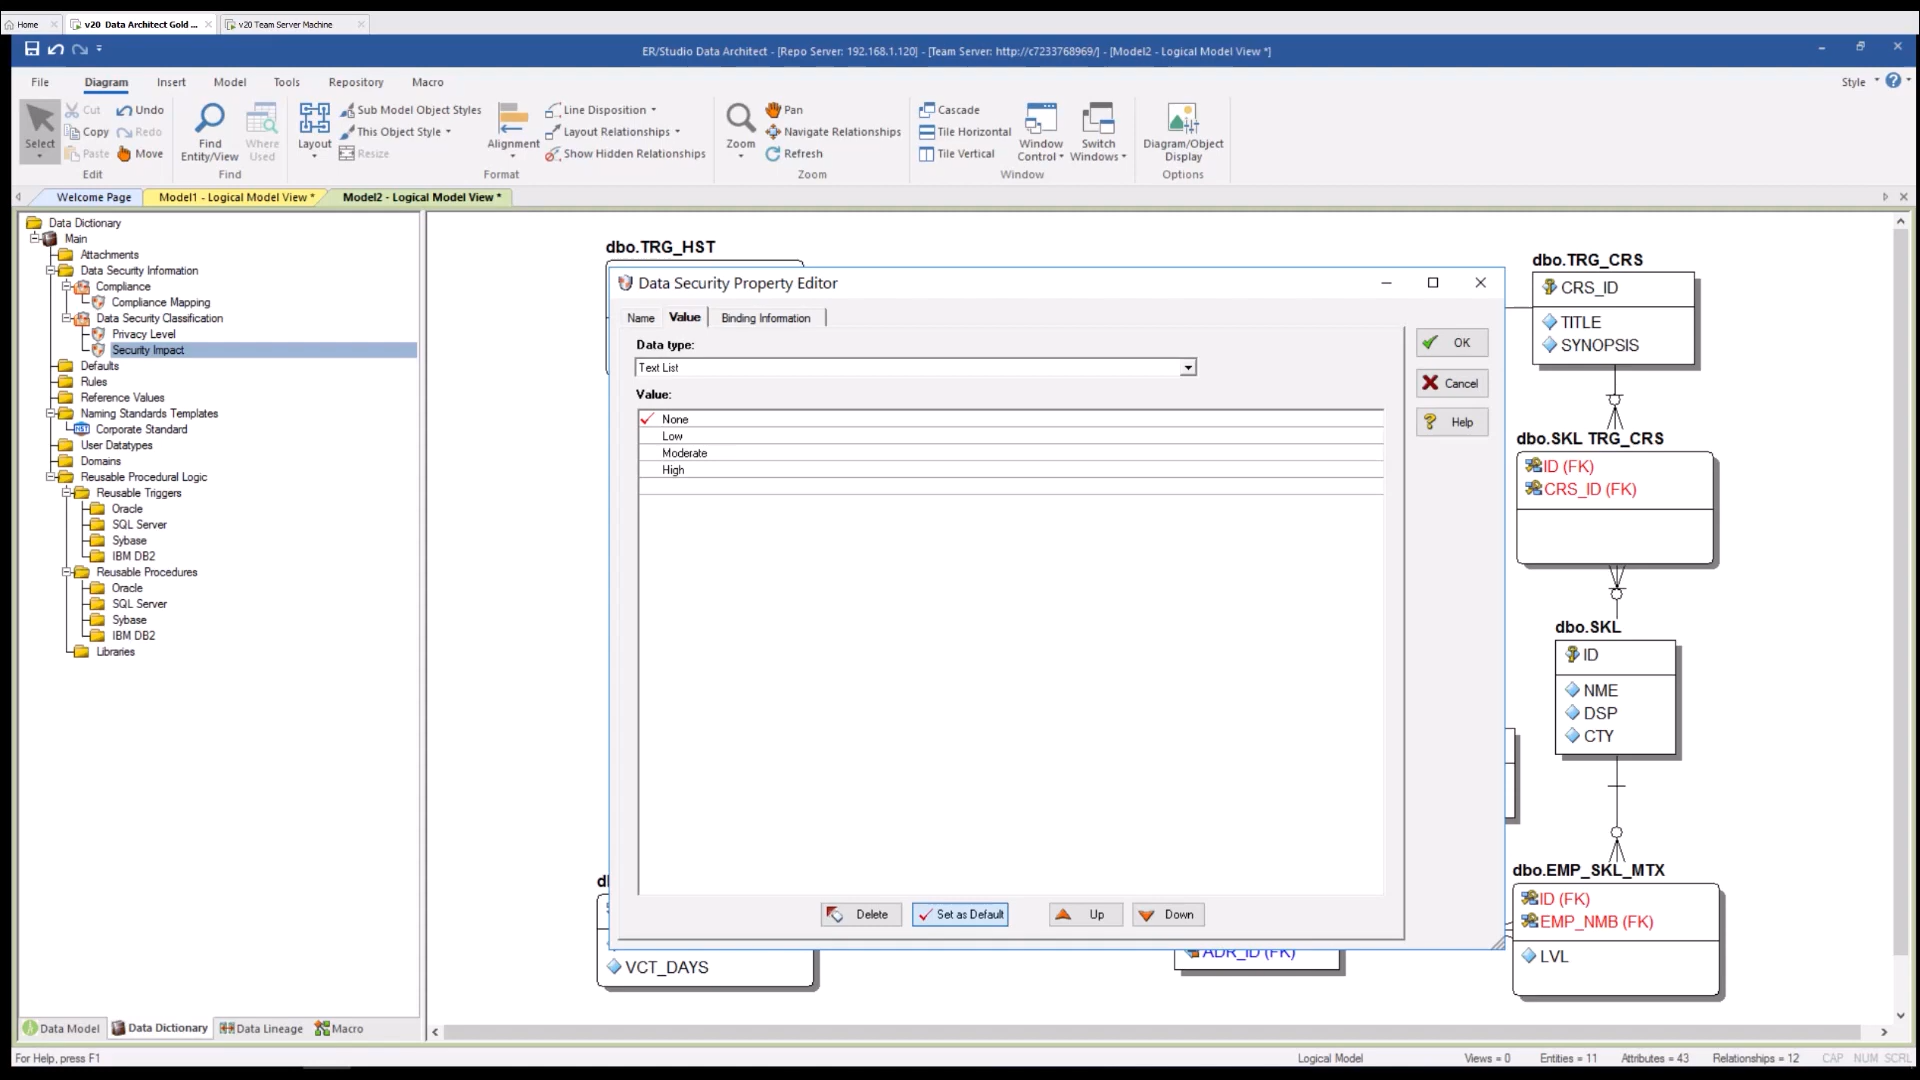 Home
v20 Data Architect Gold ...
v20 Team Server Machine
ER/Studio Data Architect - [Repo Server: 192.168.1.120] - [Team Server: http://c7233768969/] - [Model2 - Logical Model View *]
File Diagram Insert Model Tools Repository Macro
Style
Select
Cut
Copy
Paste
Undo
Redo
Move
Edit
Find Entity/View
Where Used
Find
Layout
Sub Model Object Styles
This Object Style
Resize
Alignment
Line Disposition
Layout Relationships
Show Hidden Relationships
Format
Zoom
Pan
Navigate Relationships
Refresh
Zoom
Cascade
Tile Horizontal
Tile Vertical
Window Control
Switch Windows
Window
Diagram/Object Display
Options
Welcome Page
Model1 - Logical Model View *
Model2 - Logical Model View *
Data Dictionary
Main
Attachments
Data Security Information
Compliance
Compliance Mapping
Data Security Classification
Privacy Level
Security Impact
Defaults
Rules
Reference Values
Naming Standards Templates
NST
Corporate Standard
User Datatypes
Domains
Reusable Procedural Logic
Reusable Triggers
Oracle
SQL Server
Sybase
IBM DB2
Reusable Procedures
Oracle
SQL Server
Sybase
IBM DB2
Libraries
Data Model
Data Dictionary
Data Lineage
Macro
dbo.TRG_HST
Data Security Property Editor
Name
Value
Binding Information
Data type:
Text List
Value:
None
Low
Moderate
High
OK
Cancel
Help
Delete
Set as Default
Up
Down
VCT_DAYS
ADR_ID (FK)
dbo.TRG_CRS
CRS_ID
TITLE
SYNOPSIS
dbo.SKL TRG_CRS
ID (FK)
CRS_ID (FK)
dbo.SKL
ID
NME
DSP
CTY
dbo.EMP_SKL_MTX
ID (FK)
EMP_NMB (FK)
LVL
For Help, press F1
Logical Model
Views = 0
Entities = 11
Attributes = 43
Relationships = 12
CAP NUM SCRL